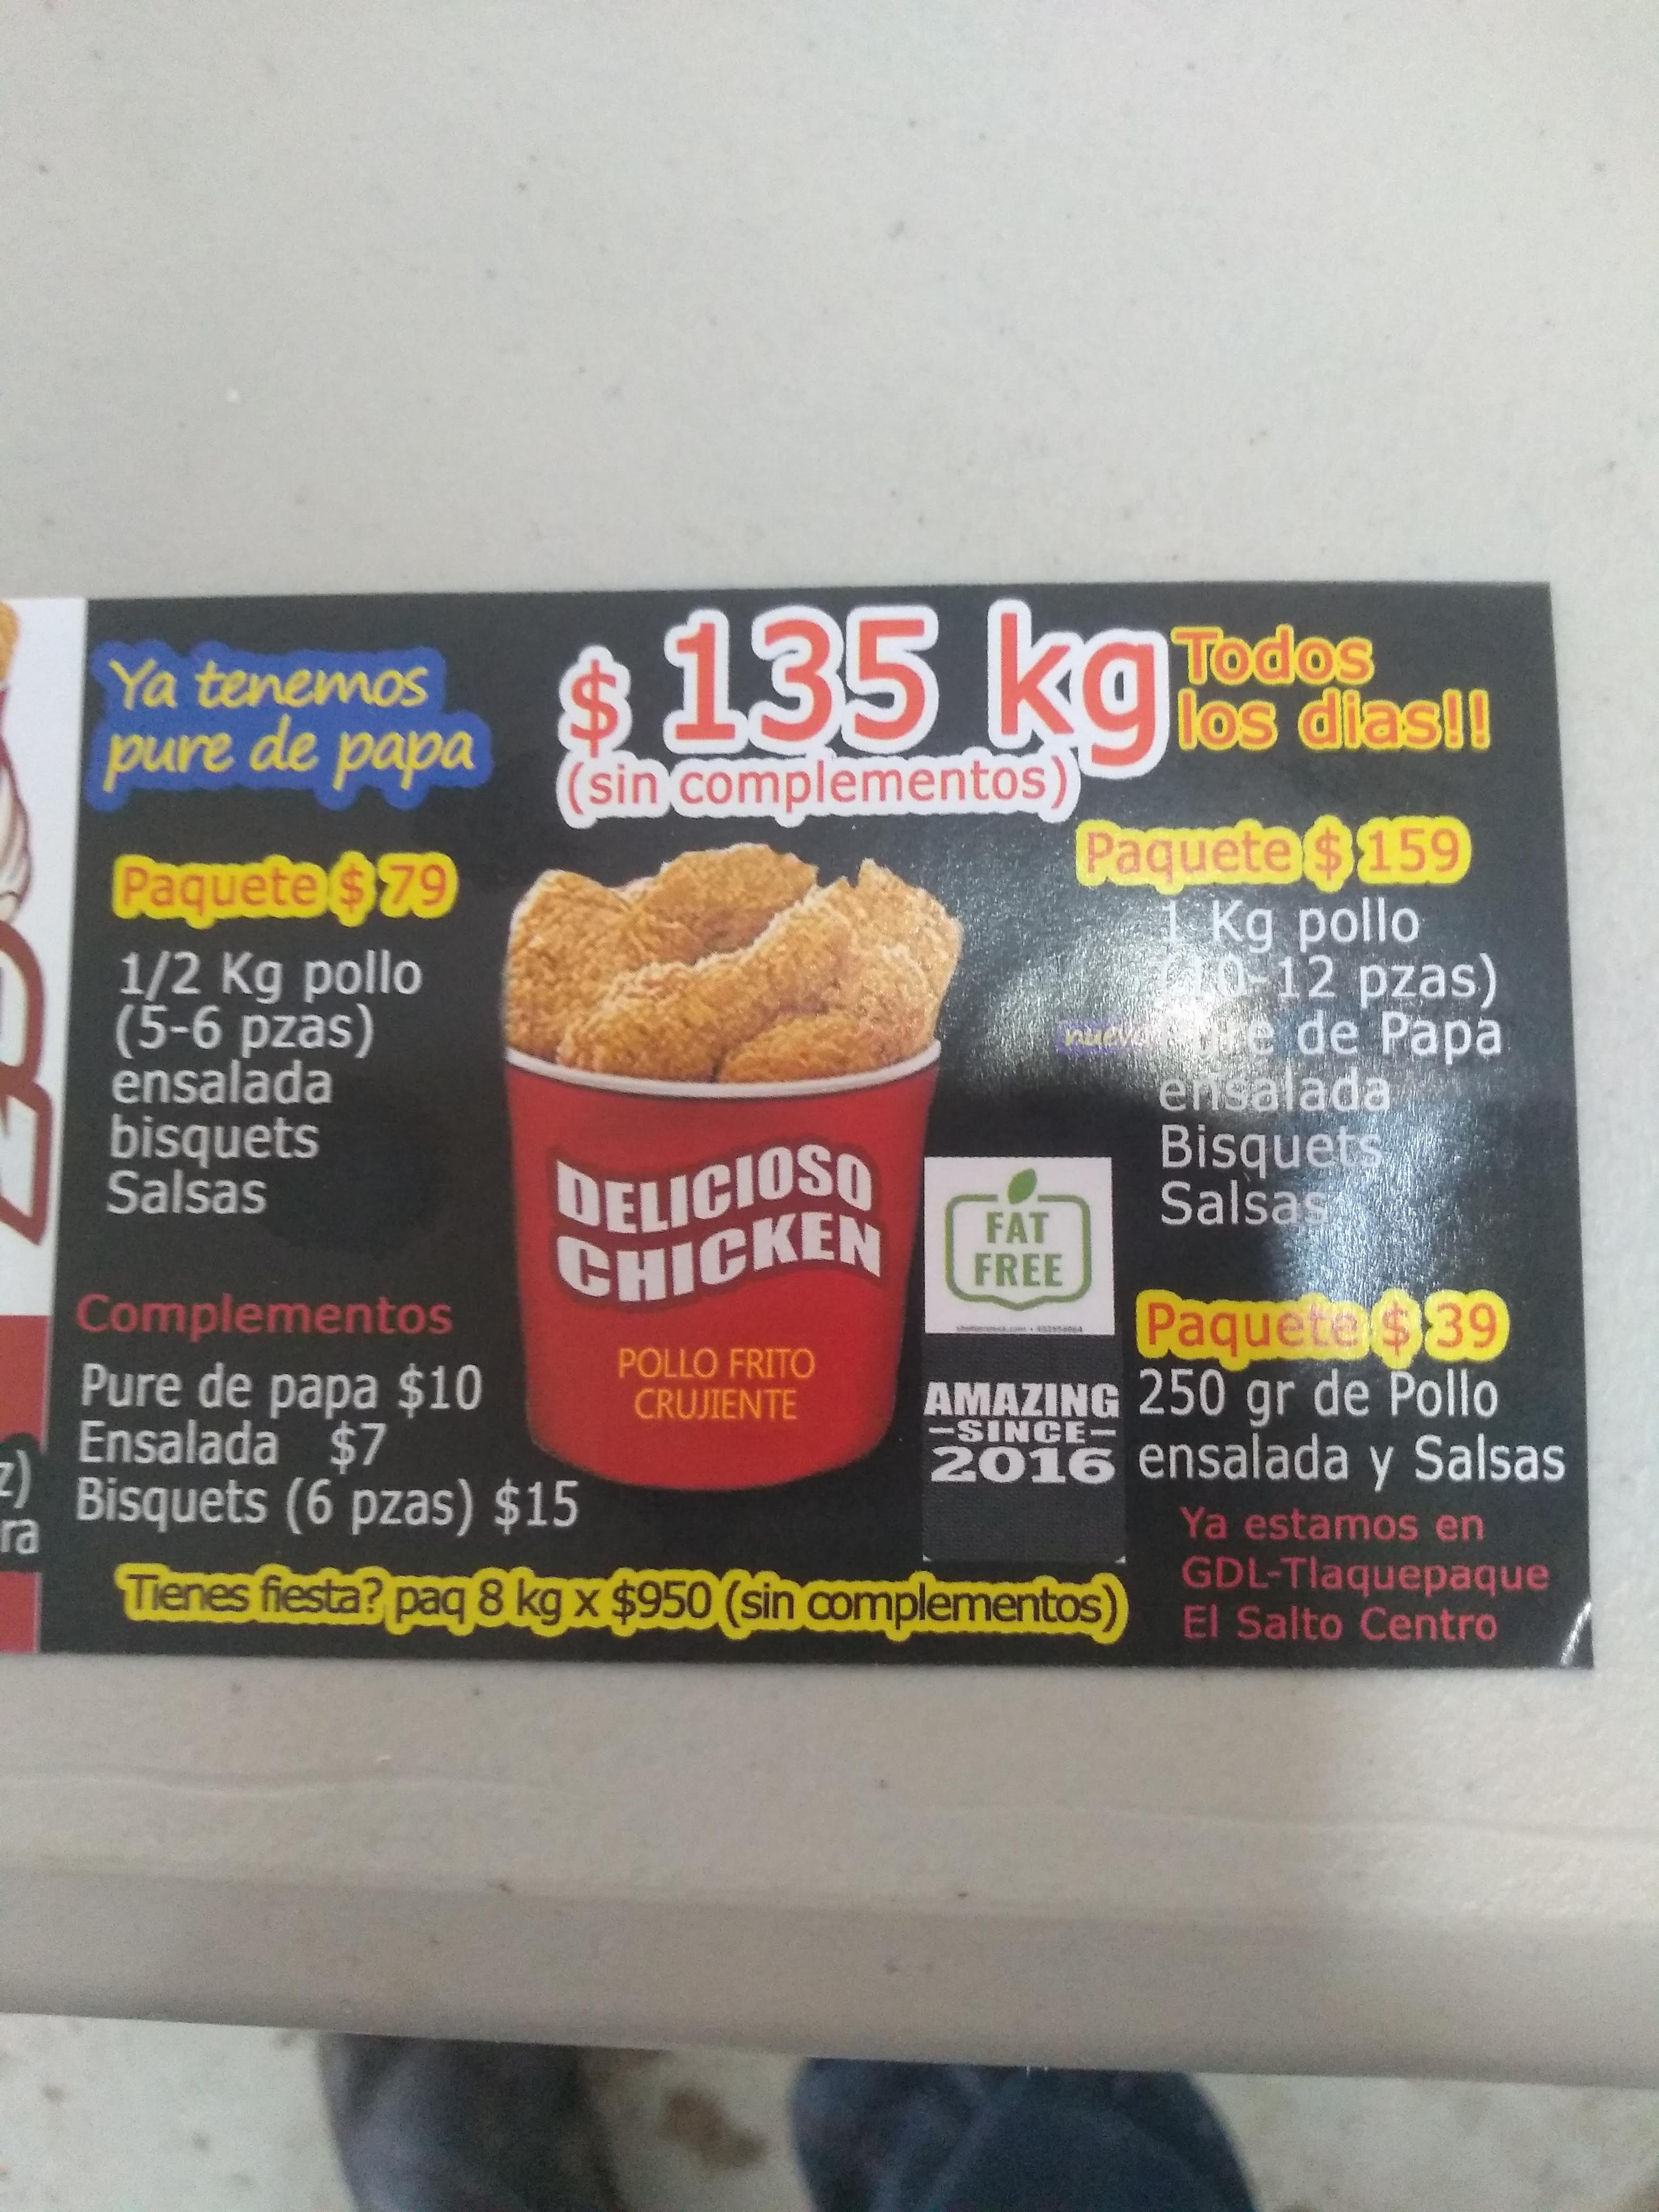 Ya tenemos
pure de papa
$ 135 kg
(sin complementos)
Todos
los dias!!
Paquete $ 79
1/2 Kg pollo
(5-6 pzas)
ensalada
bisquets
Salsas
Complementos
Pure de papa $10
Ensalada $7
Bisquets (6 pzas) $15
DELICIOSO
CHICKEN
POLLO FRITO
CRUJIENTE
FAT
FREE
AMAZING
-SINCE-
2016
Paquete $ 159
1 Kg pollo
(10-12 pzas)
nuevo Pure de Papa
ensalada
Bisquets
Salsas
Paquete $ 39
250 gr de Pollo
ensalada y Salsas
Ya estamos en
GDL-Tlaquepaque
El Salto Centro
Tienes fiesta? paq 8 kg x $950 (sin complementos)
z)
ra